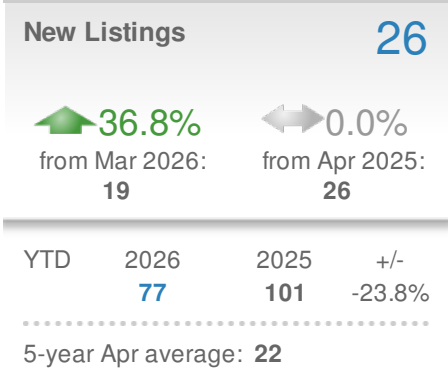 New Listings 26
36.8% 0.0%
from Mar 2026: from Apr 2025:
19 26
YTD 2026 2025 +/-
77 101 -23.8%
5-year Apr average: 22